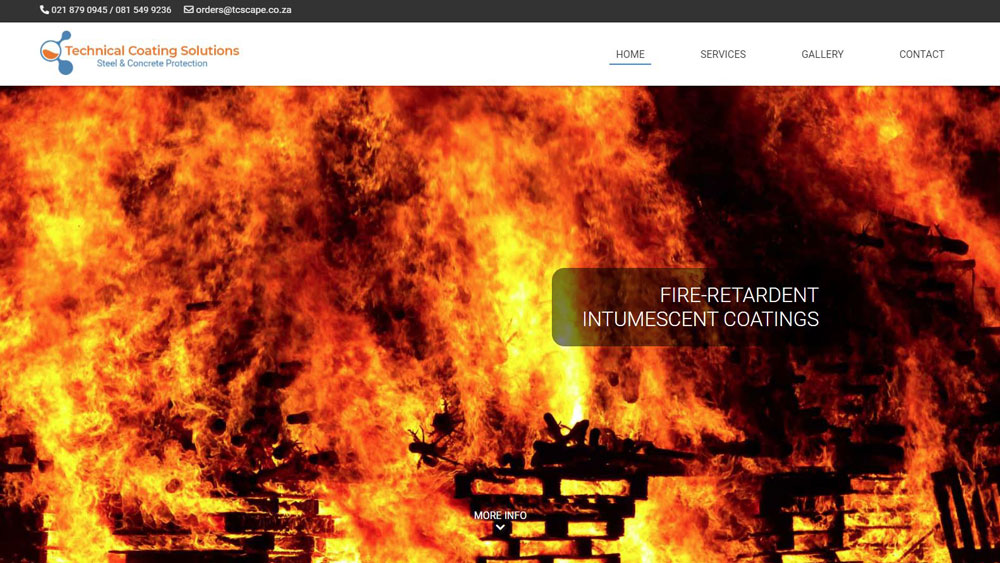 021 879 0945 / 081 549 9236 orders@tcscape.co.za
Technical Coating Solutions
Steel & Concrete Protection
HOME SERVICES GALLERY CONTACT
FIRE-RETARDENT
INTUMESCENT COATINGS
MORE INFO